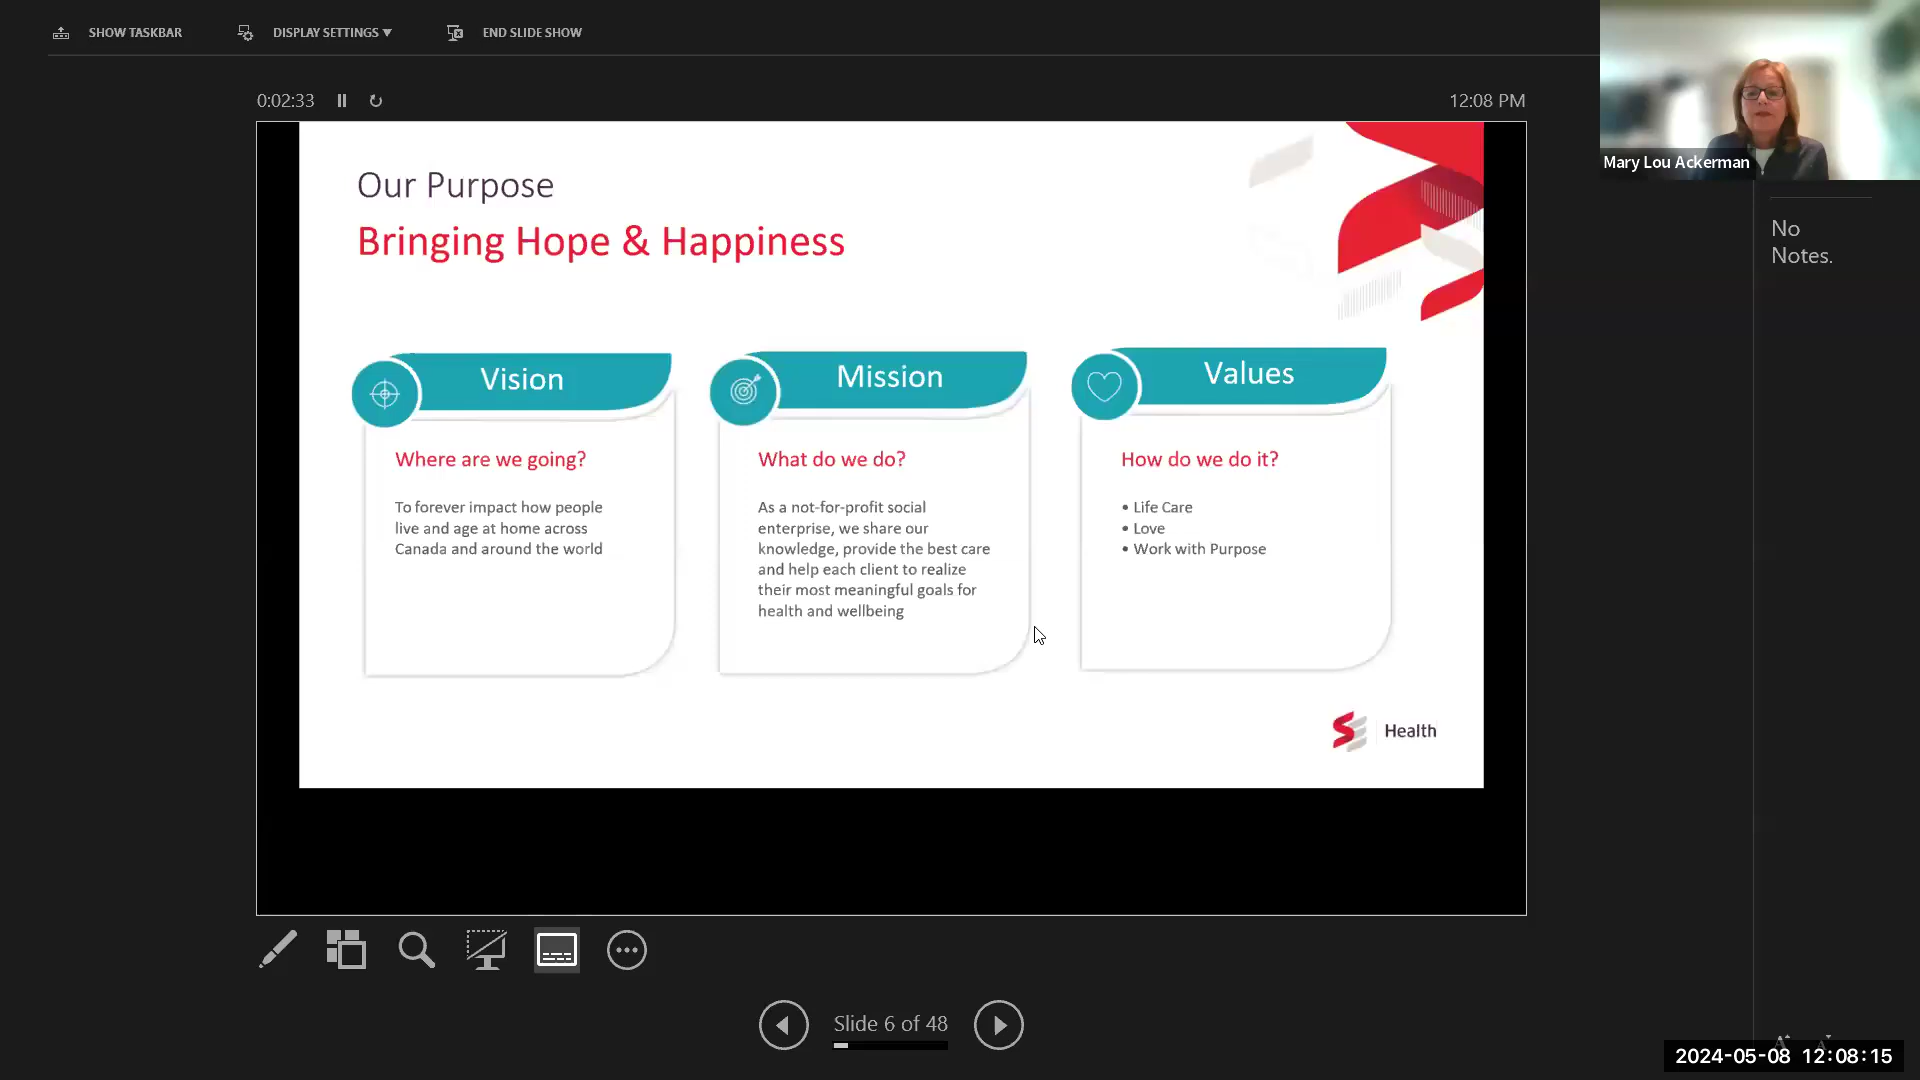 SHOW TASKBAR
DISPLAY SETTINGS ▼
END SLIDE SHOW
0:02:33
12:08 PM
Mary Lou Ackerman
No
Notes.
Our Purpose
Bringing Hope & Happiness
Vision
Where are we going?
To forever impact how people
live and age at home across
Canada and around the world
Mission
What do we do?
As a not-for-profit social
enterprise, we share our
knowledge, provide the best care
and help each client to realize
their most meaningful goals for
health and wellbeing
Values
How do we do it?
• Life Care
• Love
• Work with Purpose
SE Health
Slide 6 of 48
2024-05-08 12:08:15